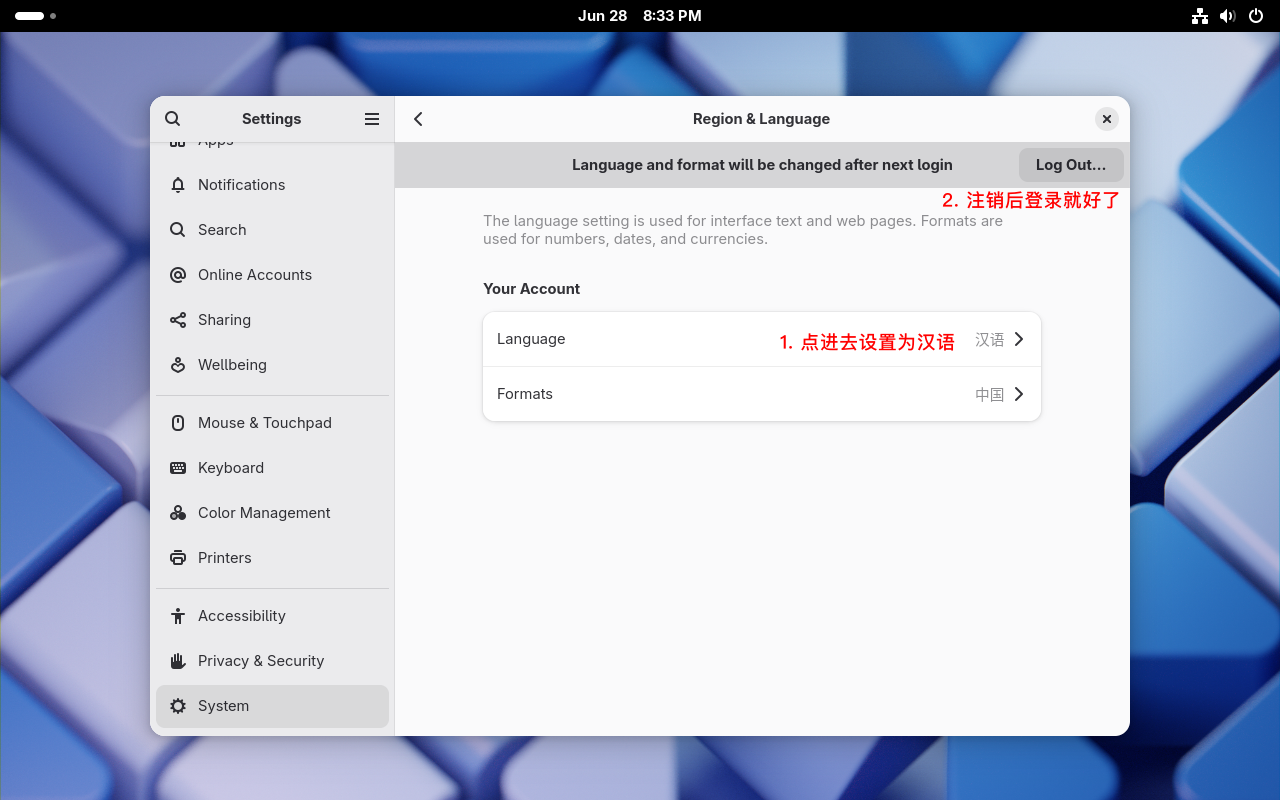 Jun 28 8:33 PM
Settings
Region & Language
Apps
Language and format will be changed after next login
Log Out...
Notifications
2. 注销后登录就好了
Search
The language setting is used for interface text and web pages. Formats are
used for numbers, dates, and currencies.
Online Accounts
Your Account
Sharing
Language
1. 点进去设置为汉语
汉语
Wellbeing
Formats
中国
Mouse & Touchpad
Keyboard
Color Management
Printers
Accessibility
Privacy & Security
System